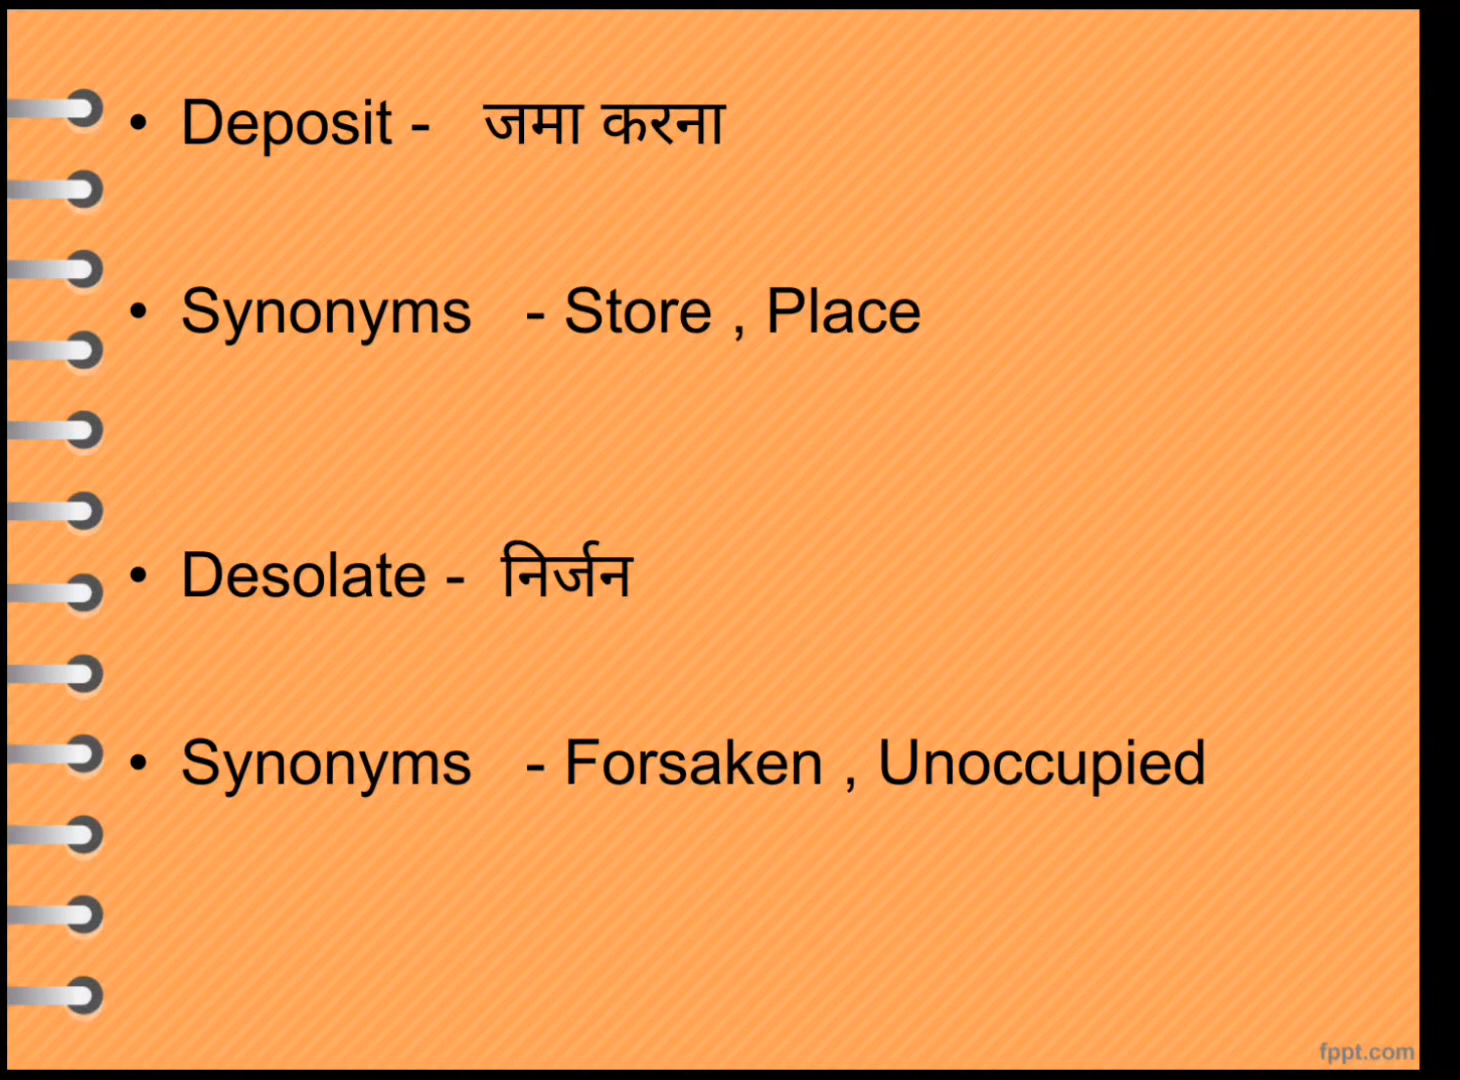 • Deposit - जमा करना
• Synonyms - Store , Place
• Desolate - निर्जन
• Synonyms - Forsaken , Unoccupied
fppt.com